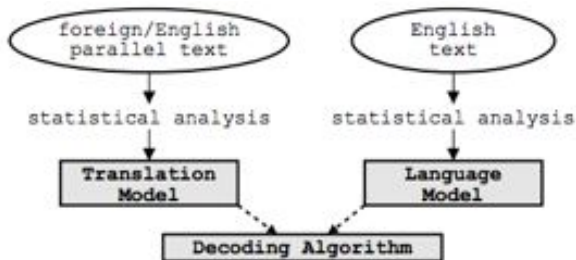 foreign/English
parallel text
English
text
statistical analysis
statistical analysis
Translation
Model
Language
Model
Decoding Algorithm